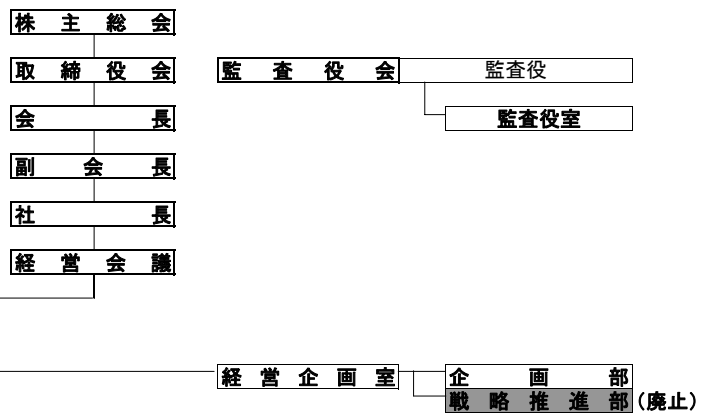 株主総会
取締役会
監査役会 監査役
会長
監査役室
副会長
社長
経営会議
経営企画室 企画部
戦略推進部(廃止)